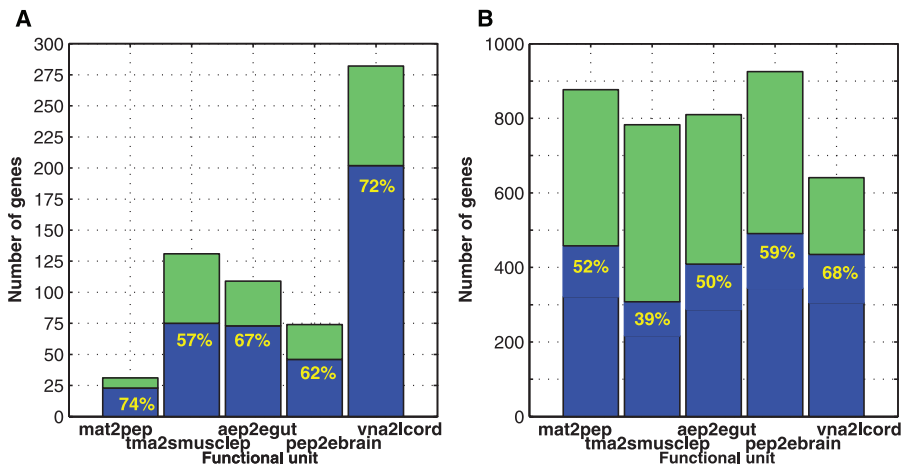 A
Number of genes
300
275
250
225
200
175
150
125
100
75
50
25
0
74%
57%
67%
62%
72%
mat2pep aep2egut vna2lcord
tma2smusclep pep2ebrain
Functional unit
B
Number of genes
1000
800
600
400
200
0
52%
39%
50%
59%
68%
mat2pep aep2egut vna2lcord
tma2smusclep pep2ebrain
Functional unit